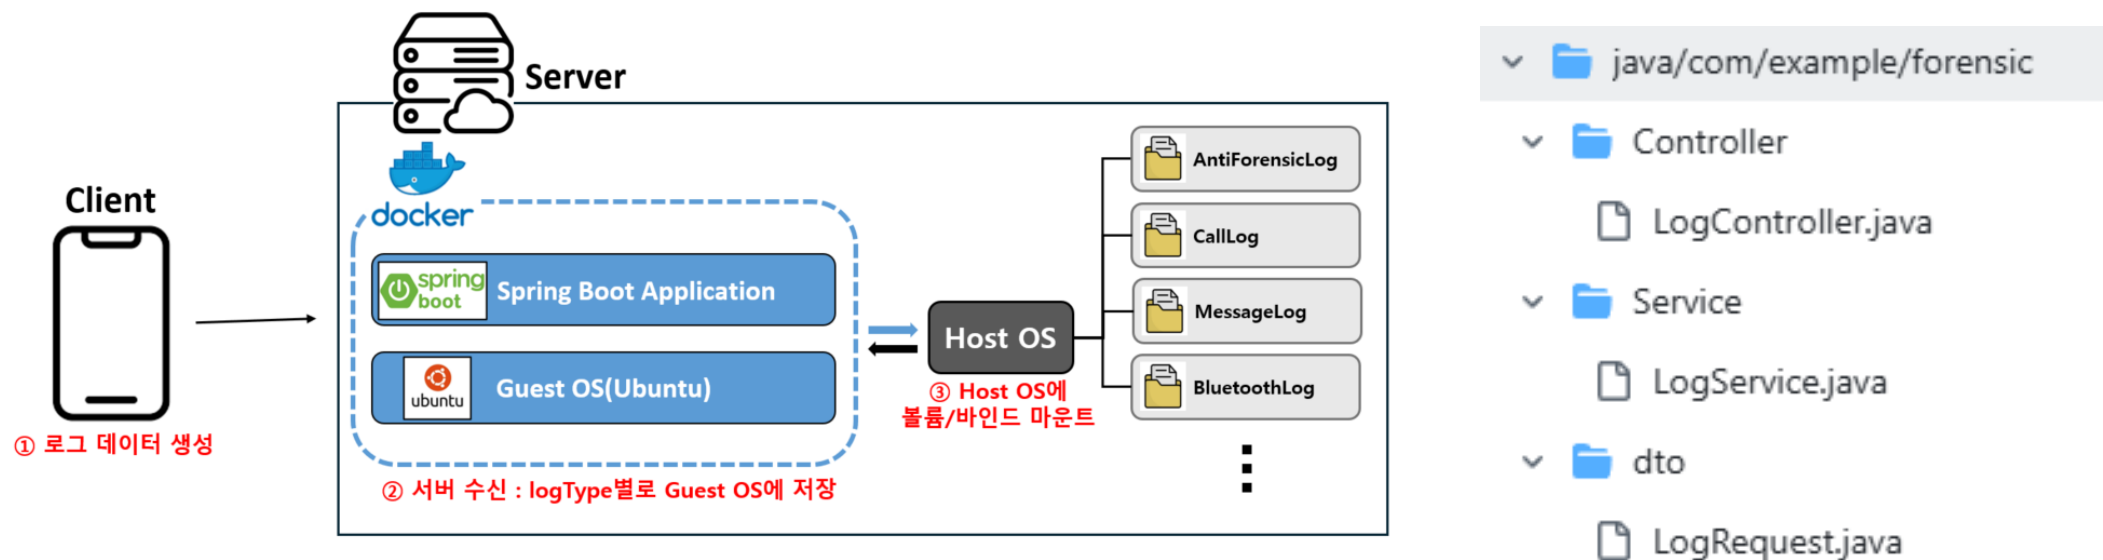 Server
docker
Client
spring
boot
Spring Boot Application
ubuntu
Guest OS(Ubuntu)
① 로그 데이터 생성
② 서버 수신 : logType별로 Guest OS에 저장
Host OS
③ Host OS에
볼륨/바인드 마운트
AntiForensicLog
CallLog
MessageLog
BluetoothLog
java/com/example/forensic
Controller
LogController.java
Service
LogService.java
dto
LogRequest.java